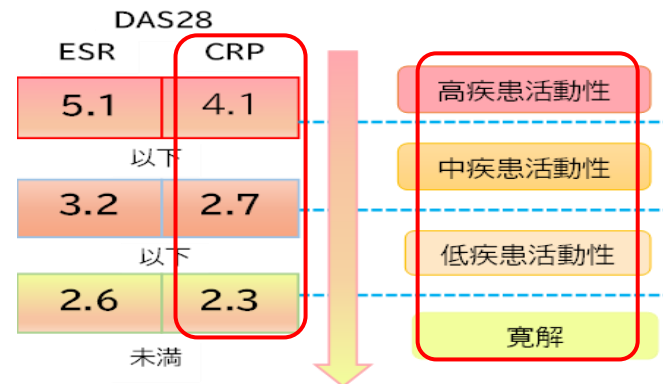 DAS28
ESR CRP
5.1 4.1
高疾患活動性
以下
中疾患活動性
3.2 2.7
以下
低疾患活動性
2.6 2.3
寛解
未満